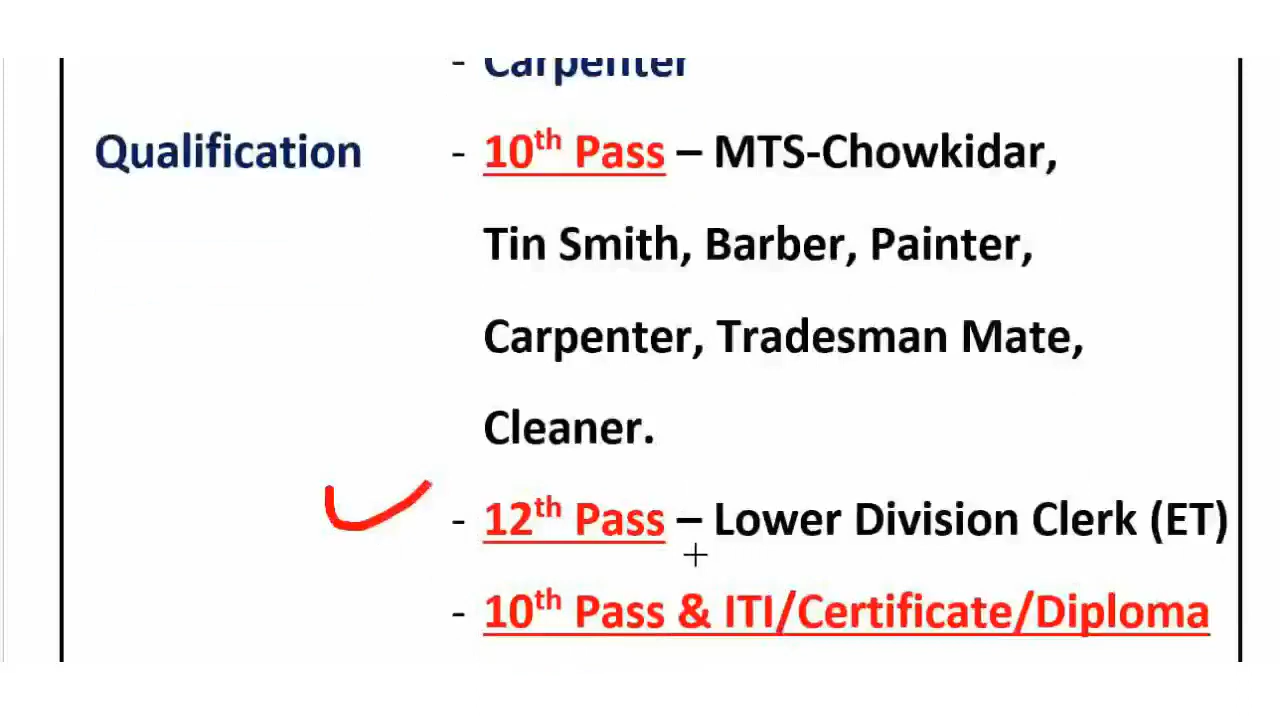 - Carpenter
Qualification - 10th Pass – MTS-Chowkidar,
Tin Smith, Barber, Painter,
Carpenter, Tradesman Mate,
Cleaner.
- 12th Pass – Lower Division Clerk (ET)
- 10th Pass & ITI/Certificate/Diploma